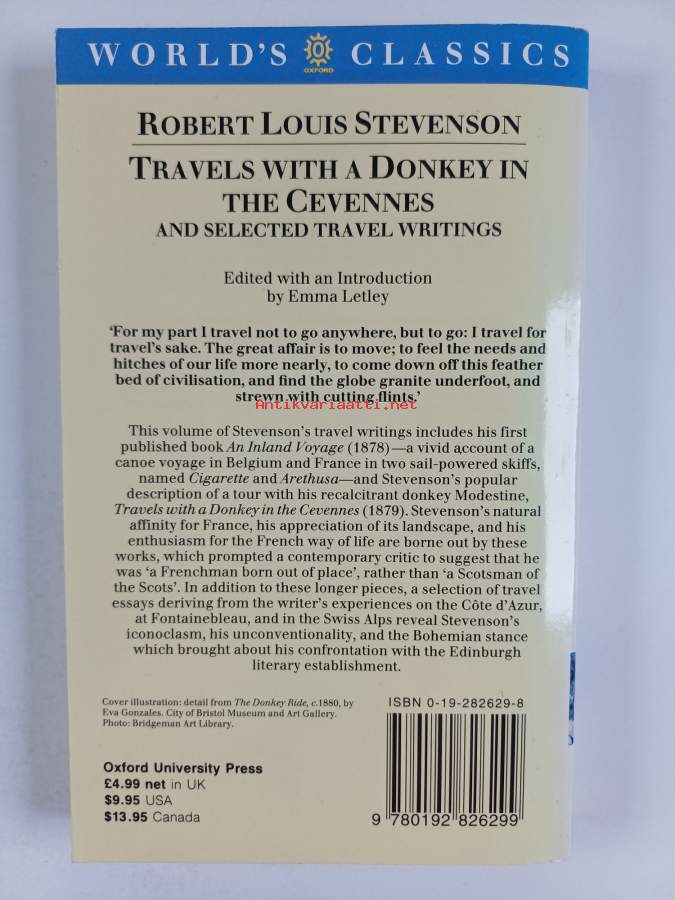 WORLD'S OXFORD CLASSICS
ROBERT LOUIS STEVENSON
TRAVELS WITH A DONKEY IN
THE CEVENNES
AND SELECTED TRAVEL WRITINGS
Edited with an Introduction
by Emma Letley
'For my part I travel not to go anywhere, but to go: I travel for
travel's sake. The great affair is to move; to feel the needs and
hitches of our life more nearly, to come down off this feather
bed of civilisation, and find the globe granite underfoot, and
strewn with cutting flints.'
Antikvariaatti.net
This volume of Stevenson's travel writings includes his first
published book An Inland Voyage (1878)—a vivid account of a
canoe voyage in Belgium and France in two sail-powered skiffs,
named Cigarette and Arethusa—and Stevenson's popular
description of a tour with his recalcitrant donkey Modestine,
Travels with a Donkey in the Cevennes (1879). Stevenson's natural
affinity for France, his appreciation of its landscape, and his
enthusiasm for the French way of life are borne out by these
works, which prompted a contemporary critic to suggest that he
was 'a Frenchman born out of place', rather than 'a Scotsman of
the Scots'. In addition to these longer pieces, a selection of travel
essays deriving from the writer's experiences on the Côte d'Azur,
at Fontainebleau, and in the Swiss Alps reveal Stevenson's
iconoclasm, his unconventionality, and the Bohemian stance
which brought about his confrontation with the Edinburgh
literary establishment.
Cover illustration: detail from The Donkey Ride, c.1880, by
Eva Gonzales. City of Bristol Museum and Art Gallery.
Photo: Bridgeman Art Library.
ISBN 0-19-282629-8
Oxford University Press
£4.99 net in UK
$9.95 USA
$13.95 Canada
9 780192 826299